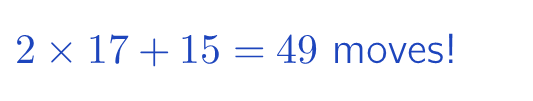 2 × 17 + 15 = 49 moves!